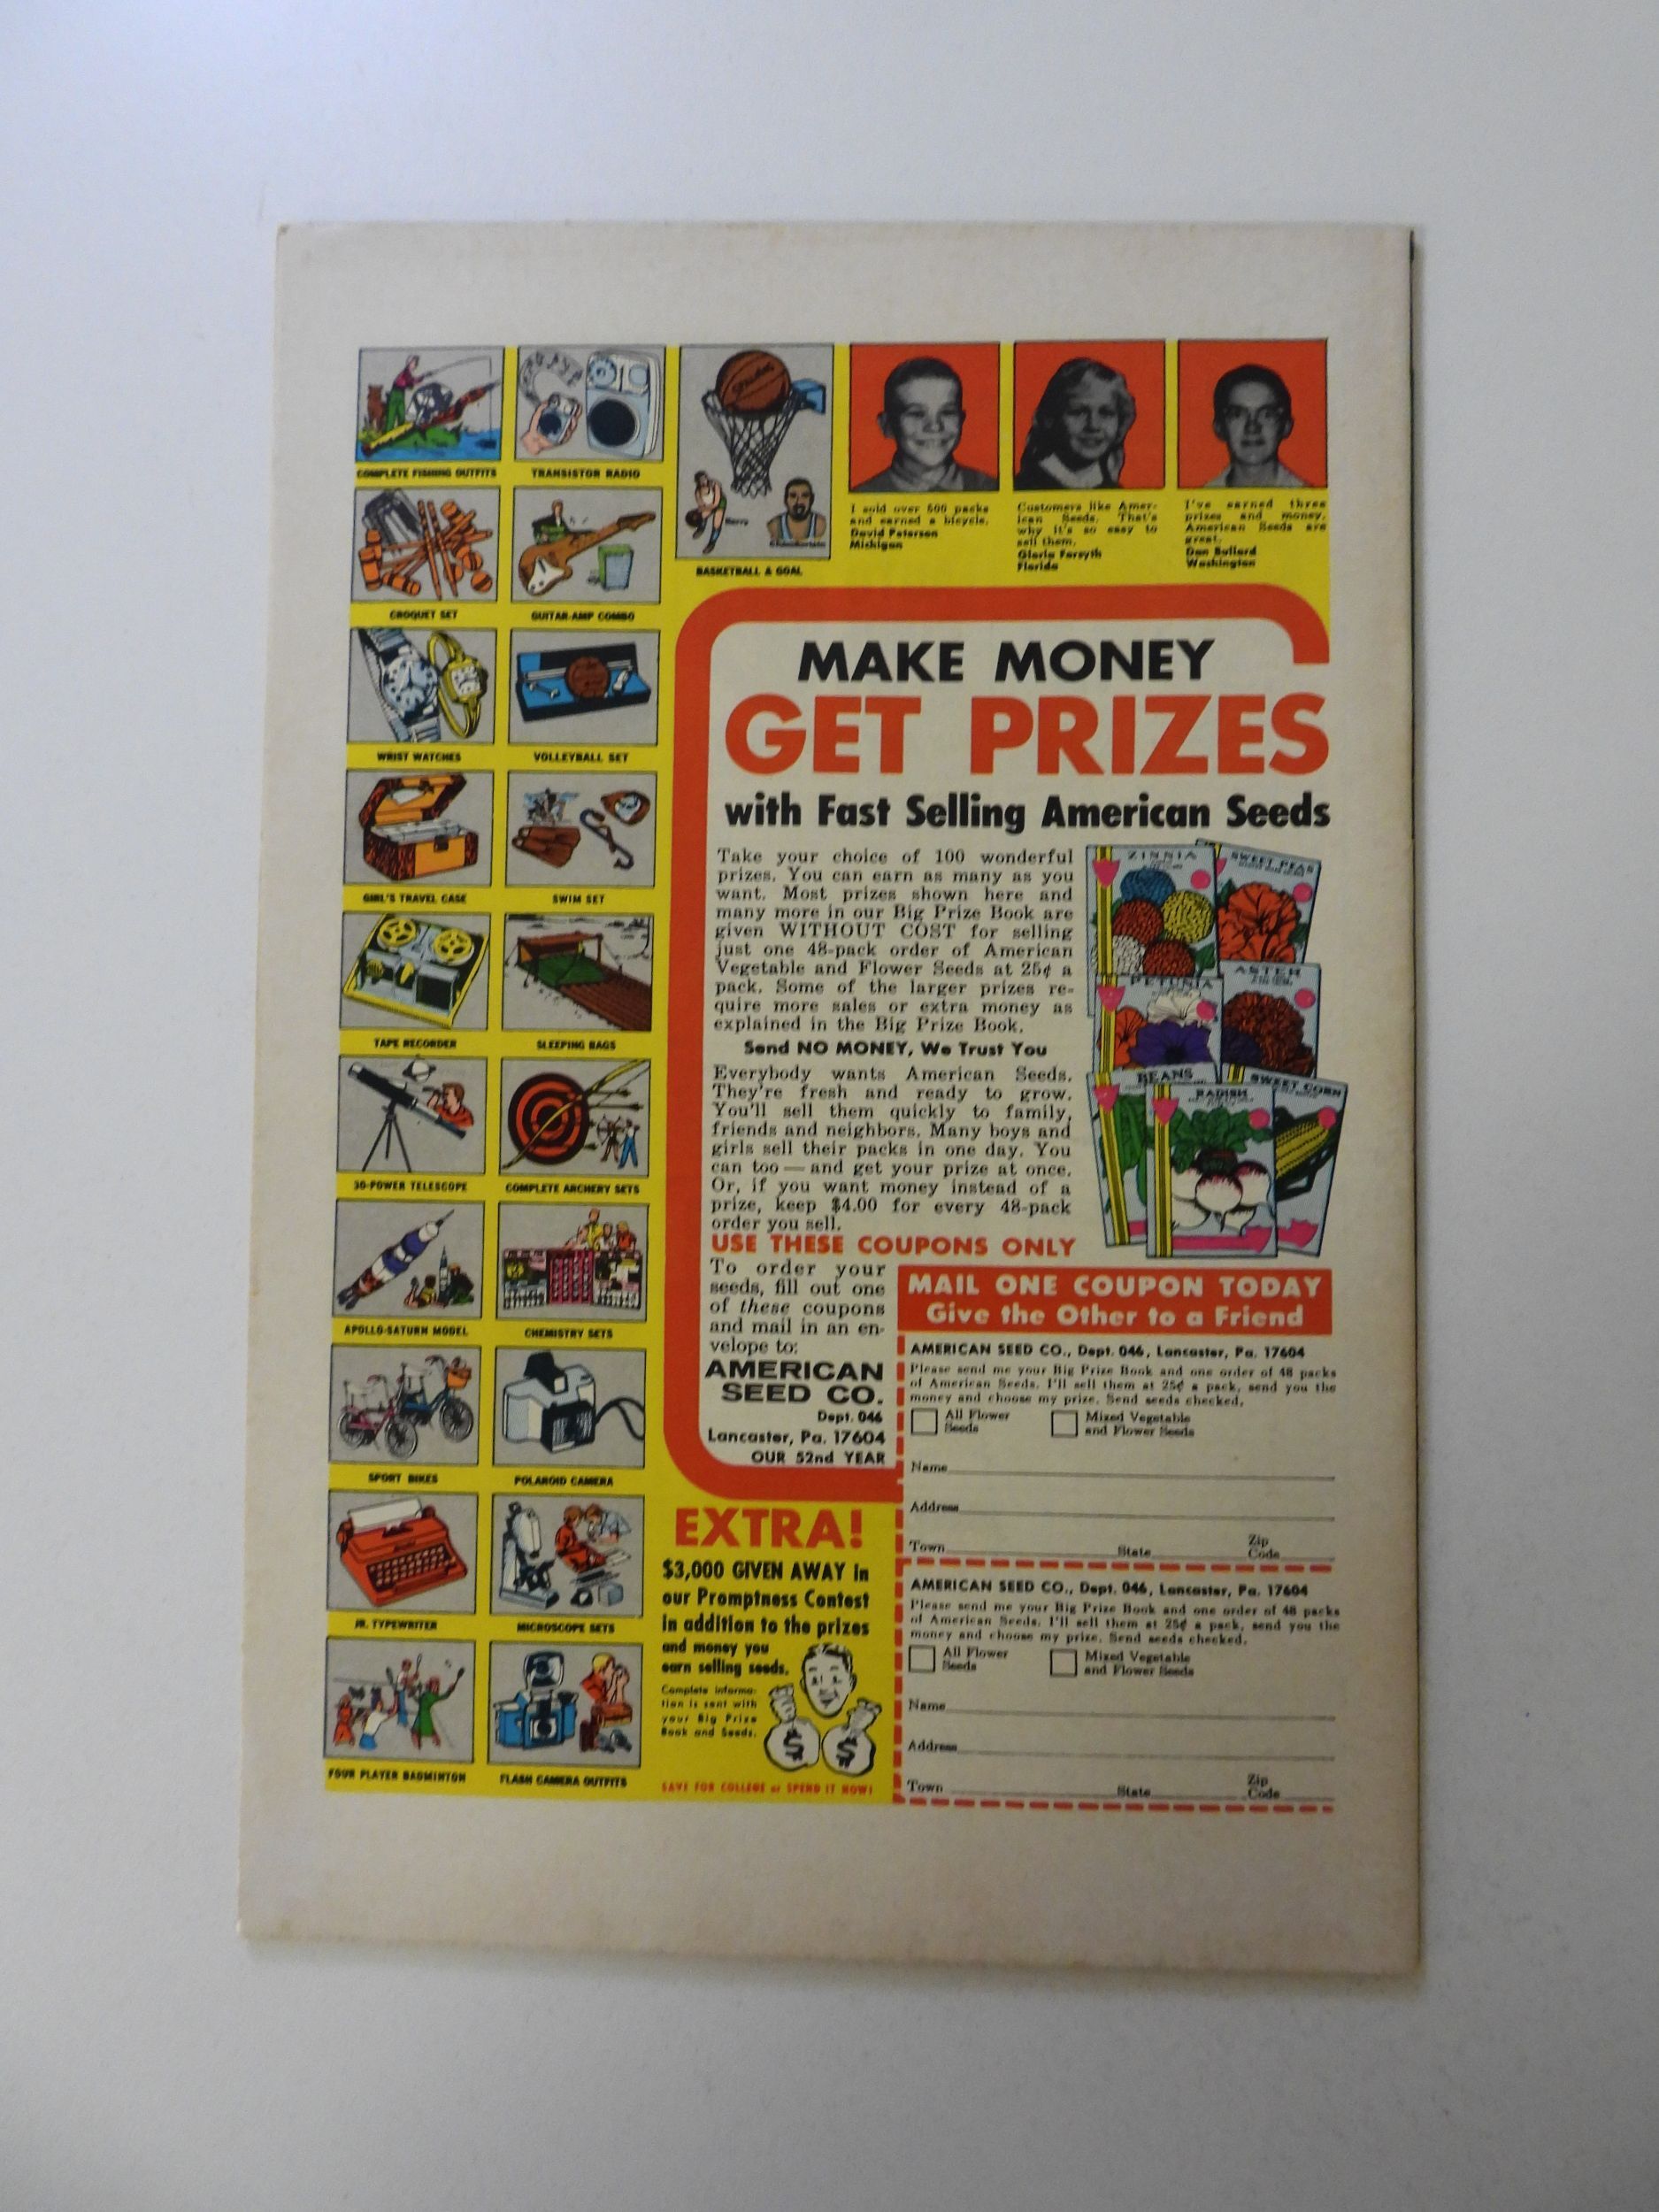 COMPLETE FISHING OUTFITS
TRANSISTOR RADIO
CROQUET SET
GUITAR-AMP COMBO
WRIST WATCHES
VOLLEYBALL SET
GIRL'S TRAVEL CASE
SWIM SET
TAPE RECORDER
SLEEPING BAGS
30-POWER TELESCOPE
COMPLETE ARCHERY SETS
APOLLO-SATURN MODEL
CHEMISTRY SETS
SPORT BIKES
POLAROID CAMERA
JR. TYPEWRITER
MICROSCOPE SETS
FOUR PLAYER BADMINTON
FLASH CAMERA OUTFITS
BASKETBALL & GOAL
I sold over 600 packs
and earned a bicycle.
David Peterson
Michigan
Customers like Amer-
ican Seeds. That's
why it's so easy to
sell them.
Gloria Forsyth
Florida
I've earned three
prizes and money.
American Seeds are
great.
Dan Bullard
Washington
MAKE MONEY
GET PRIZES
with Fast Selling American Seeds
Take your choice of 100 wonderful
prizes. You can earn as many as you
want. Most prizes shown here and
many more in our Big Prize Book are
given WITHOUT COST for selling
just one 48-pack order of American
Vegetable and Flower Seeds at 25¢ a
pack. Some of the larger prizes re-
quire more sales or extra money as
explained in the Big Prize Book.
Send NO MONEY, We Trust You
Everybody wants American Seeds.
They're fresh and ready to grow.
You'll sell them quickly to family,
friends and neighbors. Many boys and
girls sell their packs in one day. You
can too — and get your prize at once.
Or, if you want money instead of a
prize, keep $4.00 for every 48-pack
order you sell.
ZINNIA
SWEET PEAS
PETUNIA
ASTER
BEANS
RADISH
SWEET CORN
USE THESE COUPONS ONLY
To order your
seeds, fill out one
of these coupons
and mail in an en-
velope to:
AMERICAN
SEED CO.
Dept. 046
Lancaster, Pa. 17604
OUR 52nd YEAR
MAIL ONE COUPON TODAY
Give the Other to a Friend
AMERICAN SEED CO., Dept. 046, Lancaster, Pa. 17604
Please send me your Big Prize Book and one order of 48 packs
of American Seeds. I'll sell them at 25¢ a pack, send you the
money and choose my prize. Send seeds checked.
All Flower
Seeds
Mixed Vegetable
and Flower Seeds
Name
Address
Town State Zip
Code
AMERICAN SEED CO., Dept. 046, Lancaster, Pa. 17604
Please send me your Big Prize Book and one order of 48 packs
of American Seeds. I'll sell them at 25¢ a pack, send you the
money and choose my prize. Send seeds checked.
All Flower
Seeds
Mixed Vegetable
and Flower Seeds
Name
Address
Town State Zip
Code
EXTRA!
$3,000 GIVEN AWAY in
our Promptness Contest
in addition to the prizes
and money you
earn selling seeds.
Complete informa-
tion is sent with
your Big Prize
Book and Seeds.
$ $
SAVE FOR COLLEGE or SPEND IT NOW!